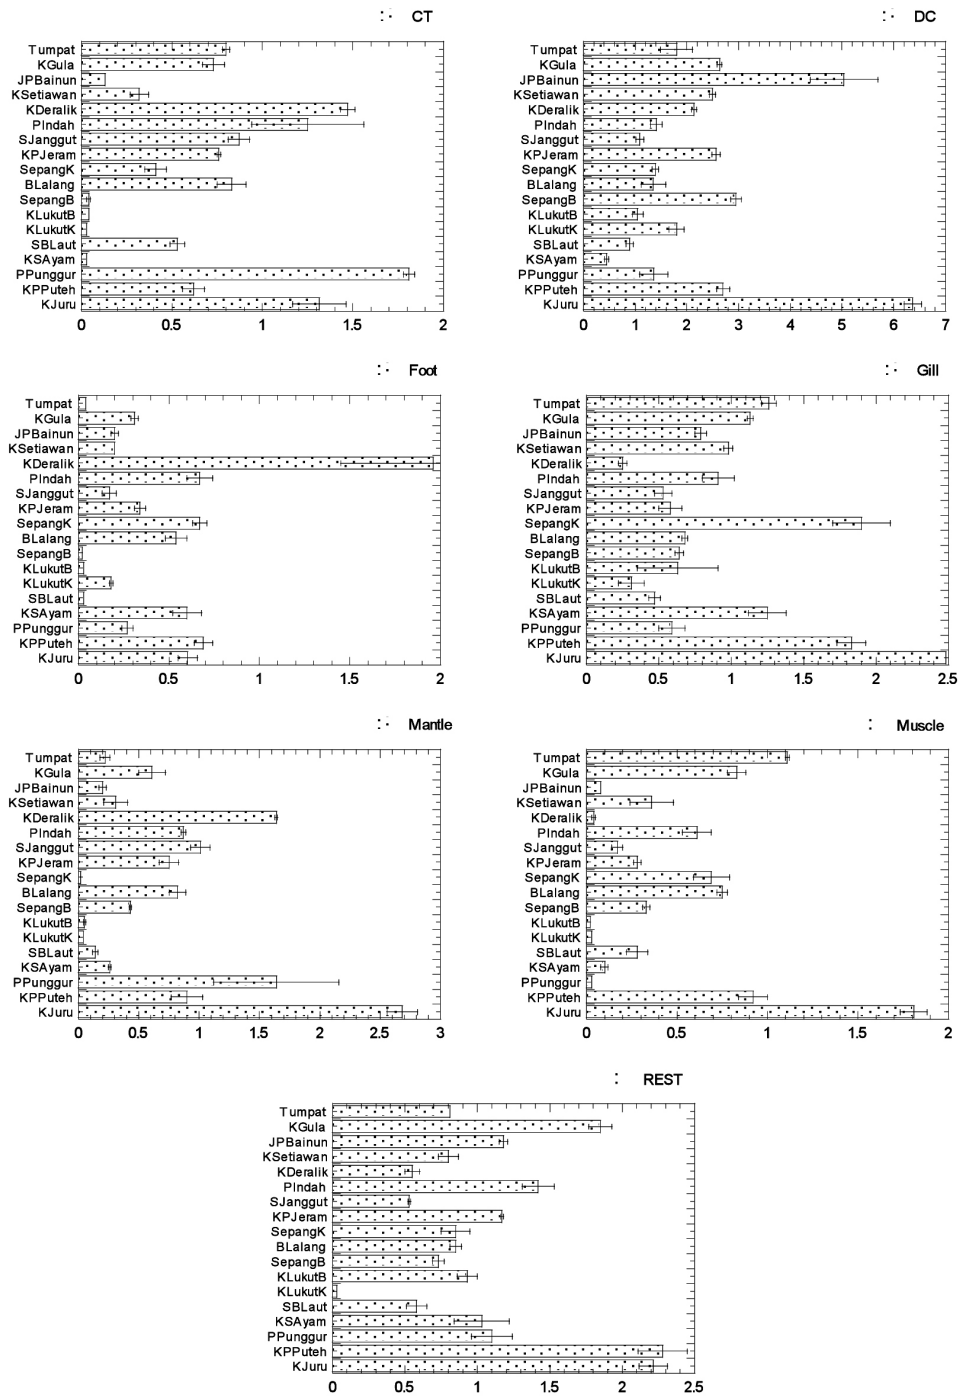 CT
Tumpat
KGula
JPBainun
KSetiawan
KDeralik
PIndah
SJanggut
KPJeram
SepangK
BLalang
SepangB
KLukutB
KLukutK
SBLaut
KSAyam
PPunggur
KPPuteh
KJuru
0 0.5 1 1.5 2
DC
Tumpat
KGula
JPBainun
KSetiawan
KDeralik
PIndah
SJanggut
KPJeram
SepangK
BLalang
SepangB
KLukutB
KLukutK
SBLaut
KSAyam
PPunggur
KPPuteh
KJuru
0 1 2 3 4 5 6 7
Foot
Tumpat
KGula
JPBainun
KSetiawan
KDeralik
PIndah
SJanggut
KPJeram
SepangK
BLalang
SepangB
KLukutB
KLukutK
SBLaut
KSAyam
PPunggur
KPPuteh
KJuru
0 0.5 1 1.5 2
Gill
Tumpat
KGula
JPBainun
KSetiawan
KDeralik
PIndah
SJanggut
KPJeram
SepangK
BLalang
SepangB
KLukutB
KLukutK
SBLaut
KSAyam
PPunggur
KPPuteh
KJuru
0 0.5 1 1.5 2 2.5
Mantle
Tumpat
KGula
JPBainun
KSetiawan
KDeralik
PIndah
SJanggut
KPJeram
SepangK
BLalang
SepangB
KLukutB
KLukutK
SBLaut
KSAyam
PPunggur
KPPuteh
KJuru
0 0.5 1 1.5 2 2.5 3
Muscle
Tumpat
KGula
JPBainun
KSetiawan
KDeralik
PIndah
SJanggut
KPJeram
SepangK
BLalang
SepangB
KLukutB
KLukutK
SBLaut
KSAyam
PPunggur
KPPuteh
KJuru
0 0.5 1 1.5 2
REST
Tumpat
KGula
JPBainun
KSetiawan
KDeralik
PIndah
SJanggut
KPJeram
SepangK
BLalang
SepangB
KLukutB
KLukutK
SBLaut
KSAyam
PPunggur
KPPuteh
KJuru
0 0.5 1 1.5 2 2.5